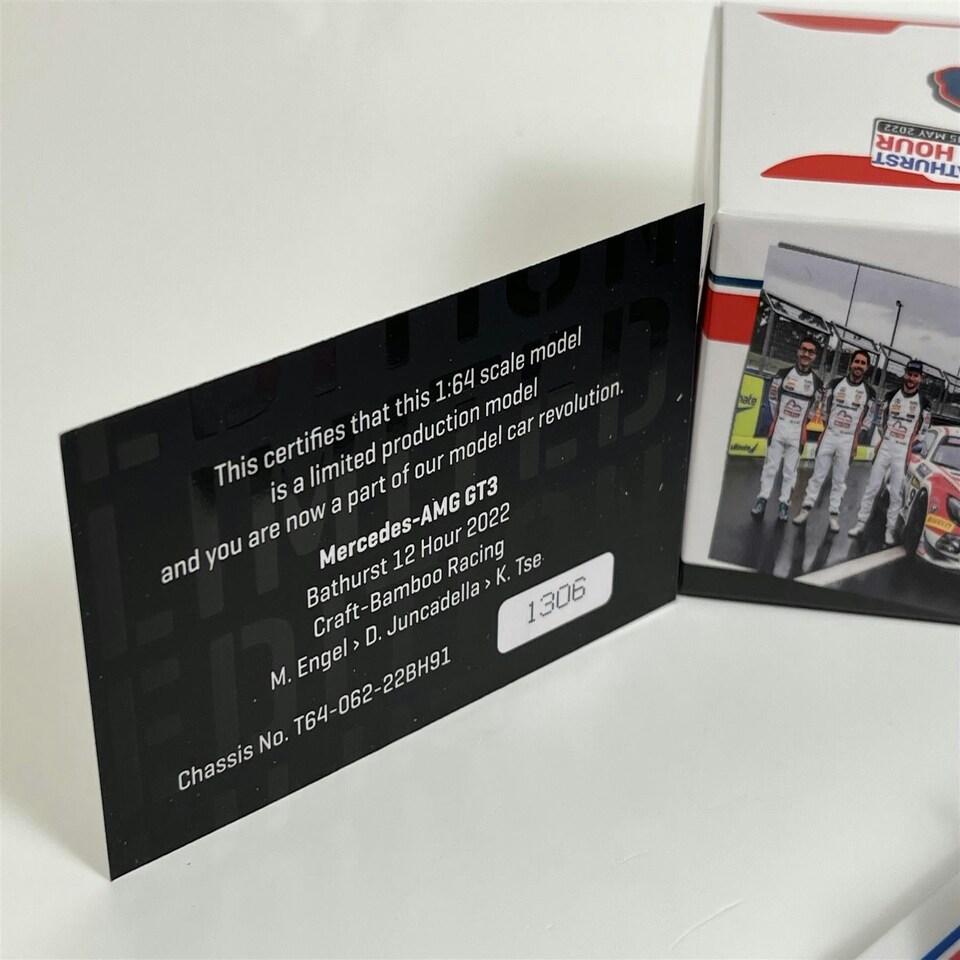 This certifies that this 1:64 scale model
is a limited production model
and you are now a part of our model car revolution.
Mercedes-AMG GT3
Bathurst 12 Hour 2022
Craft-Bamboo Racing
M. Engel › D. Juncadella › K. Tse
1306
Chassis No. T64-062-22BH91
LIMITED
MAY 2022
HOUR
PIRELLI